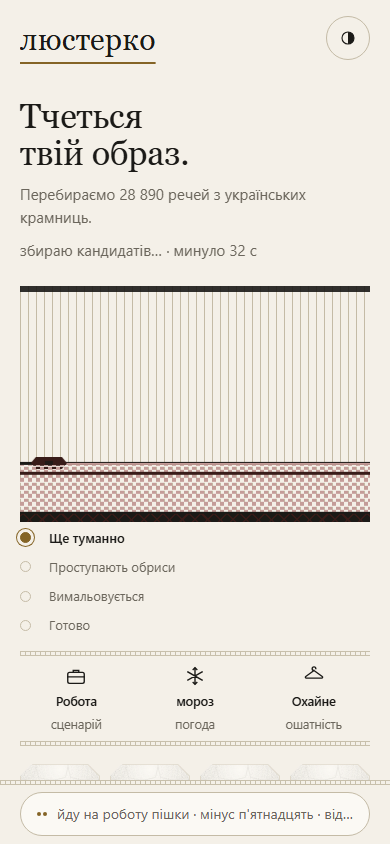 люстерко
Тчеться
твій образ.
Перебираємо 28 890 речей з українських
крамниць.
збираю кандидатів... · минуло 32 с
Ще туманно
Проступають обриси
Вимальовується
Готово
Робота
мороз
Охайне
сценарій
погода
ошатність
йду на роботу пішки · мінус п'ятнадцять · від...